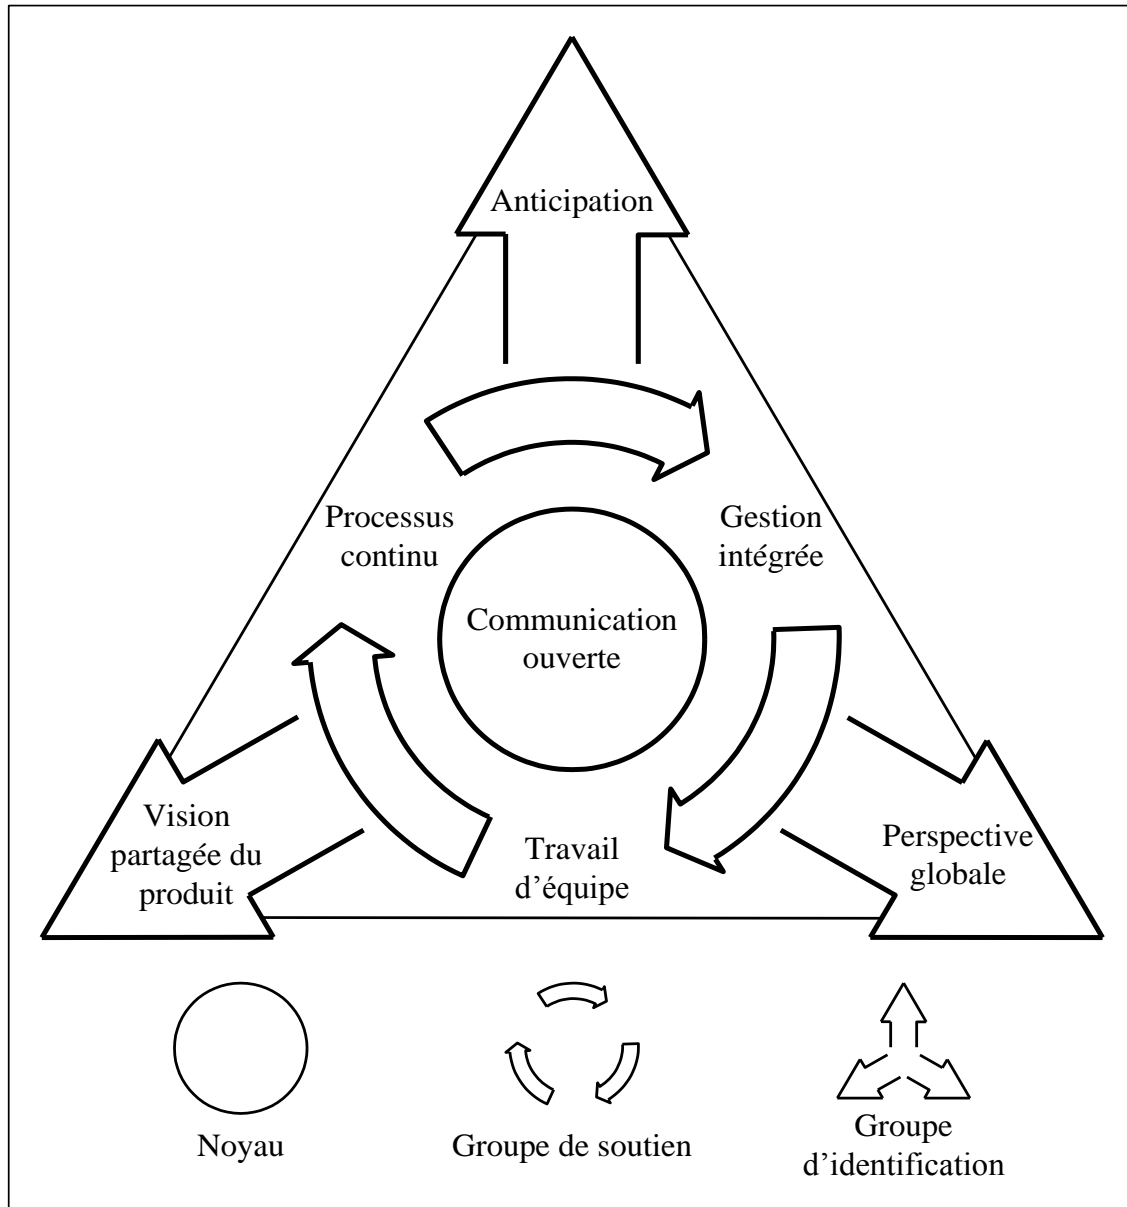 Anticipation
Processus
continu
Gestion
intégrée
Communication
ouverte
Vision
partagée du
produit
Travail
d’équipe
Perspective
globale
Noyau
Groupe de soutien
Groupe
d’identification